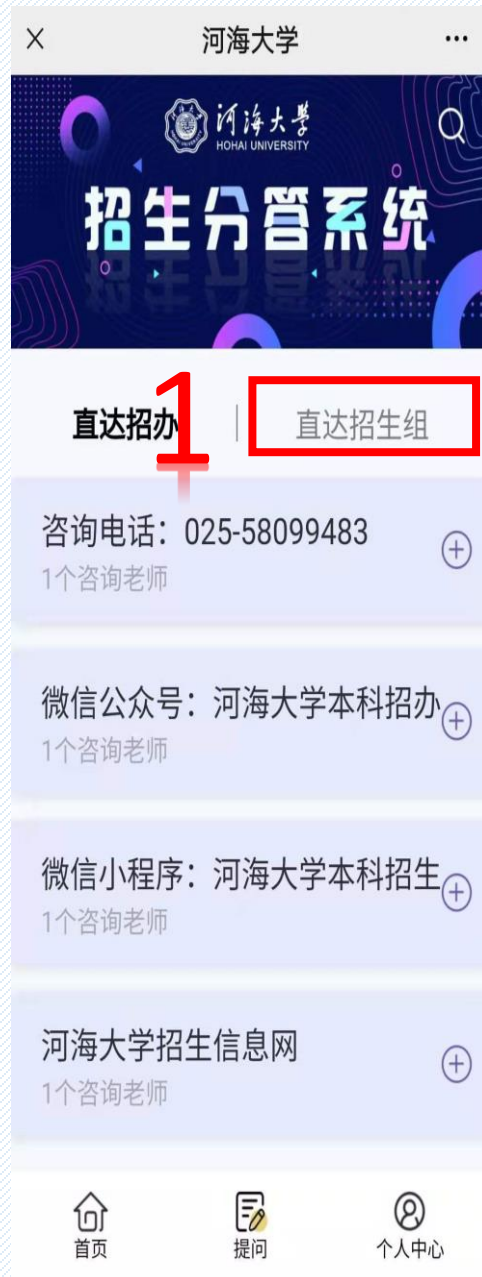 河海大学
河海大学
HOHAI UNIVERSITY
招生分管系统
直达招办
1
直达招生组
咨询电话：025-58099483
1个咨询老师
微信公众号：河海大学本科招办
1个咨询老师
微信小程序：河海大学本科招生
1个咨询老师
河海大学招生信息网
1个咨询老师
首页
提问
个人中心